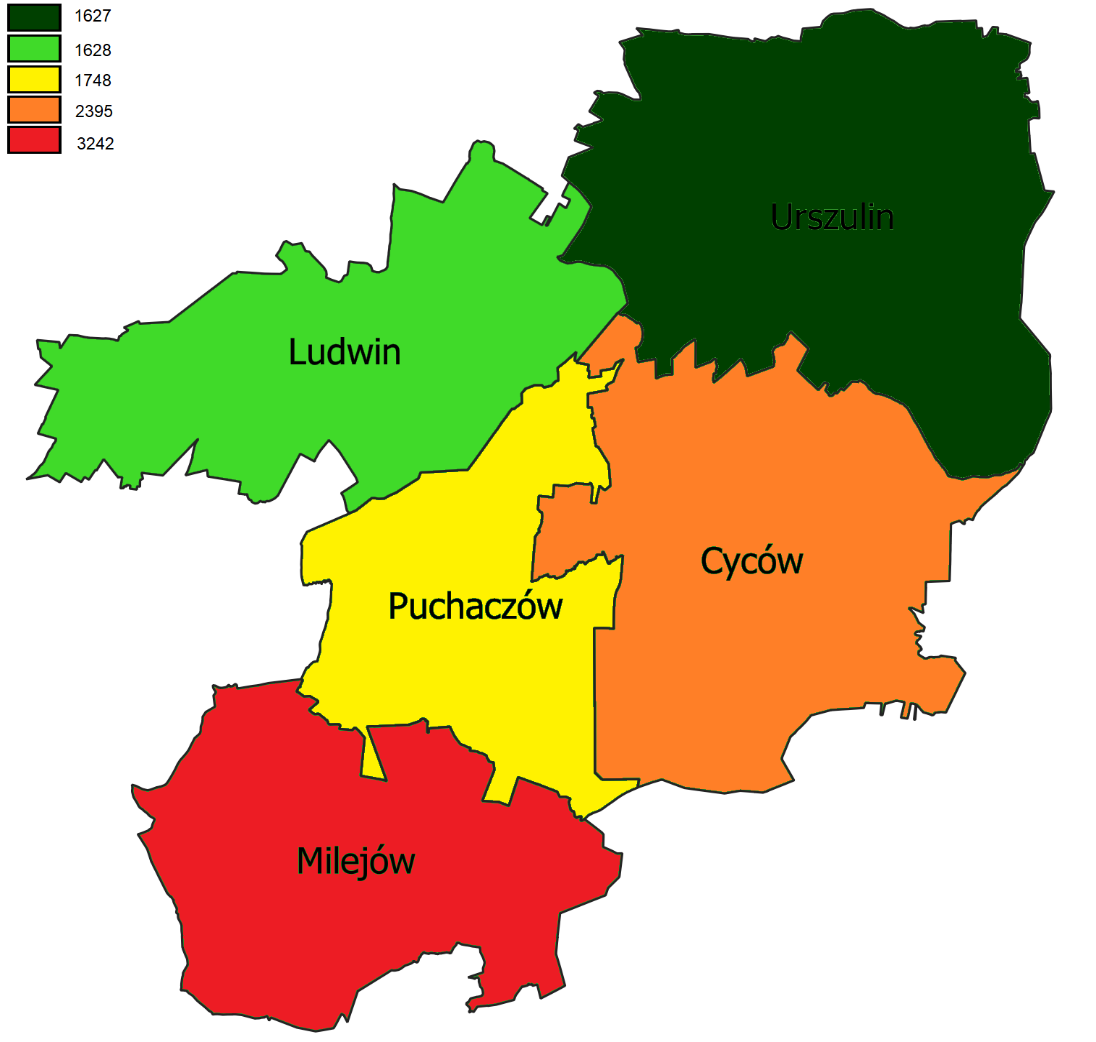 1627
1628
1748
2395
3242
Urszulin
Ludwin
Cyców
Puchaczów
Milejów